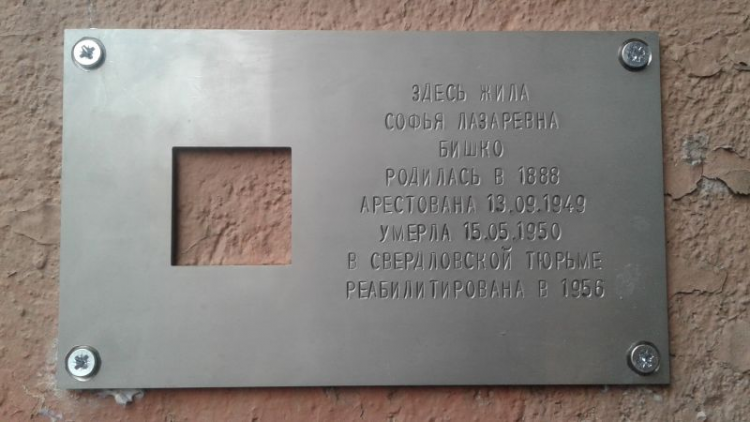 ЗДЕСЬ ЖИЛА
СОФЬЯ ЛАЗАРЕВНА
БИШКО
РОДИЛАСЬ В 1888
АРЕСТОВАНА 13.09.1949
УМЕРЛА 15.05.1950
В СВЕРДЛОВСКОЙ ТЮРЬМЕ
РЕАБИЛИТИРОВАНА В 1956